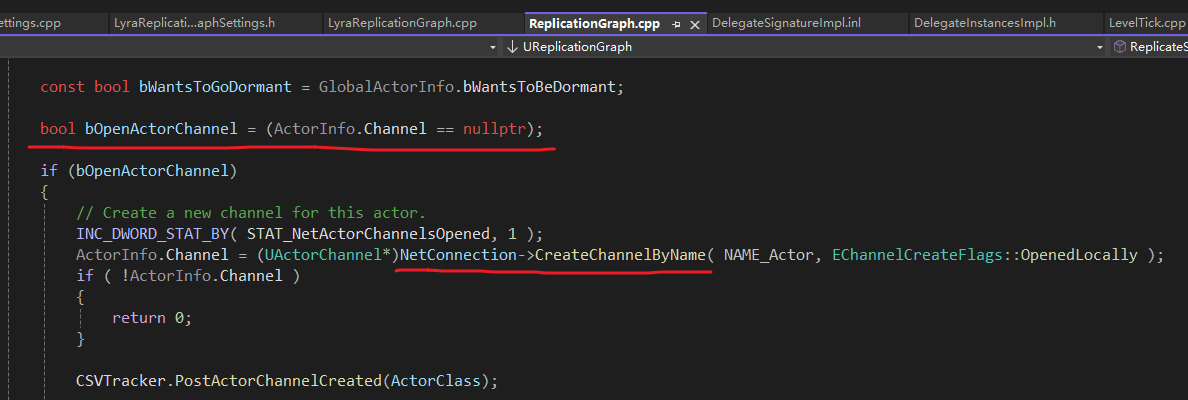 ettings.cpp LyraReplicati...aphSettings.h LyraReplicationGraph.cpp ReplicationGraph.cpp DelegateSignatureImpl.inl DelegateInstancesImpl.h LevelTick.cpp
UReplicationGraph ReplicateS
const bool bWantsToGoDormant = GlobalActorInfo.bWantsToBeDormant;
bool bOpenActorChannel = (ActorInfo.Channel == nullptr);
if (bOpenActorChannel)
{
// Create a new channel for this actor.
INC_DWORD_STAT_BY( STAT_NetActorChannelsOpened, 1 );
ActorInfo.Channel = (UActorChannel*)NetConnection->CreateChannelByName( NAME_Actor, EChannelCreateFlags::OpenedLocally );
if ( !ActorInfo.Channel )
{
return 0;
}
CSVTracker.PostActorChannelCreated(ActorClass);